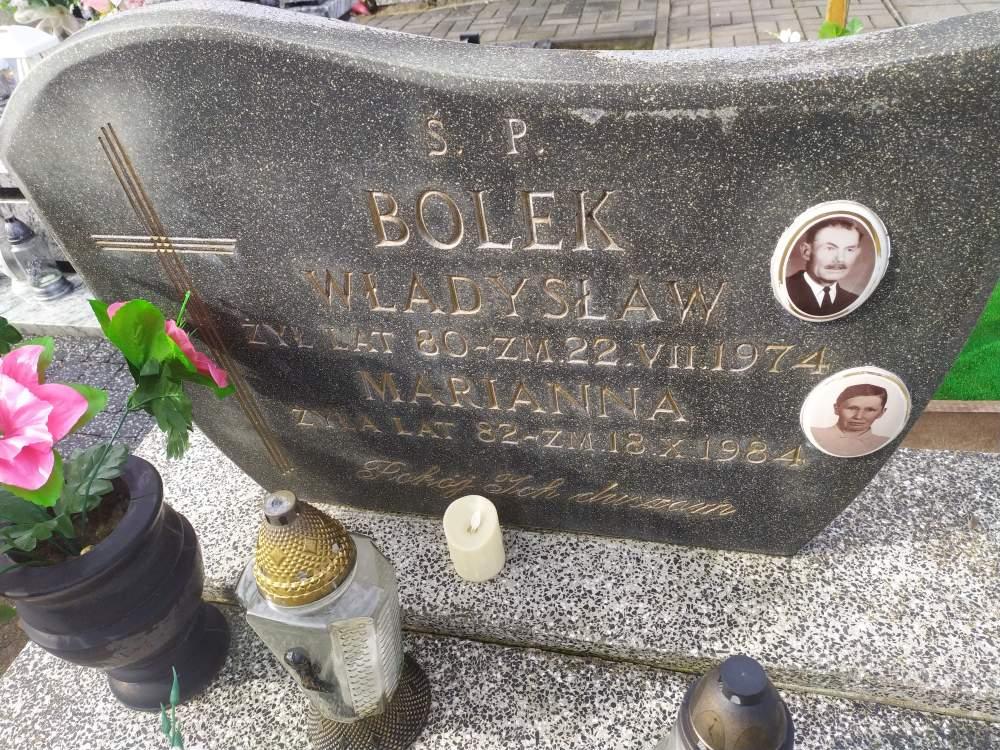 Ś. P.
BOLEK
WŁADYSŁAW
ŻYŁ LAT 80-ZM.22.VII.1974
MARIANNA
ŻYŁA LAT 82-ZM 18.X.1984
Pokój Ich duszom